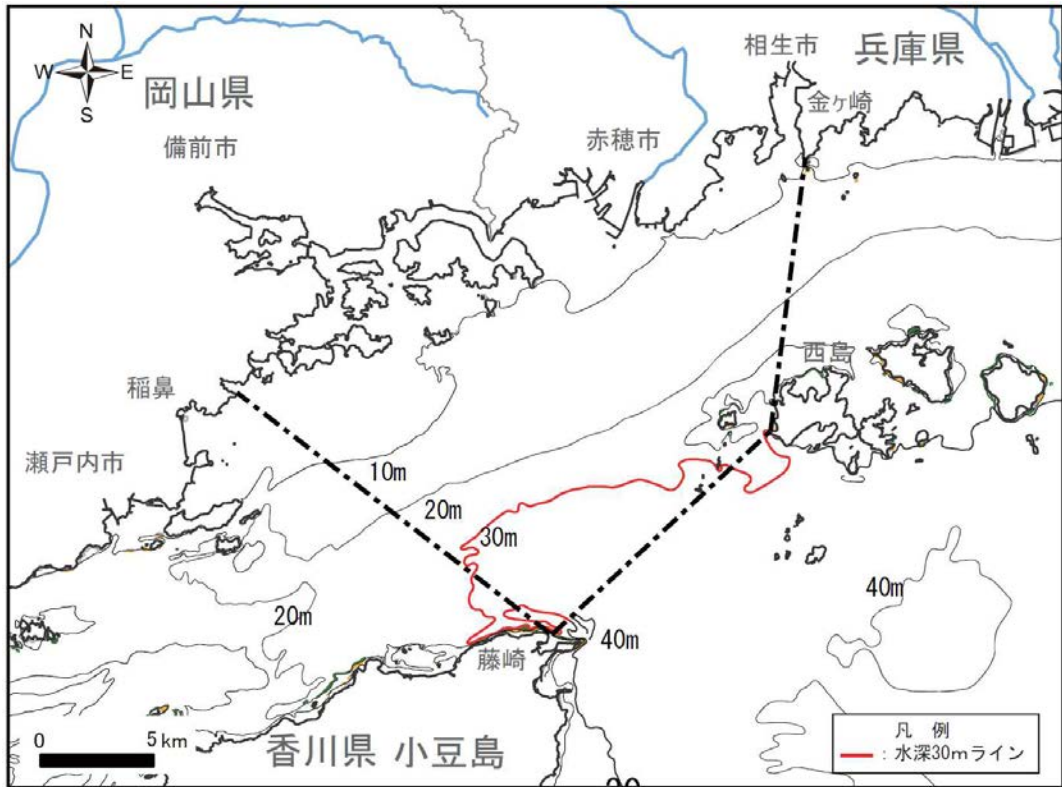 N
W E
S
岡山県
備前市
相生市
兵庫県
金ヶ崎
赤穂市
西島
稲鼻
瀬戸内市
10m
20m
30m
20m
40m
40m
藤崎
香川県 小豆島
0 5km
凡 例
: 水深30mライン